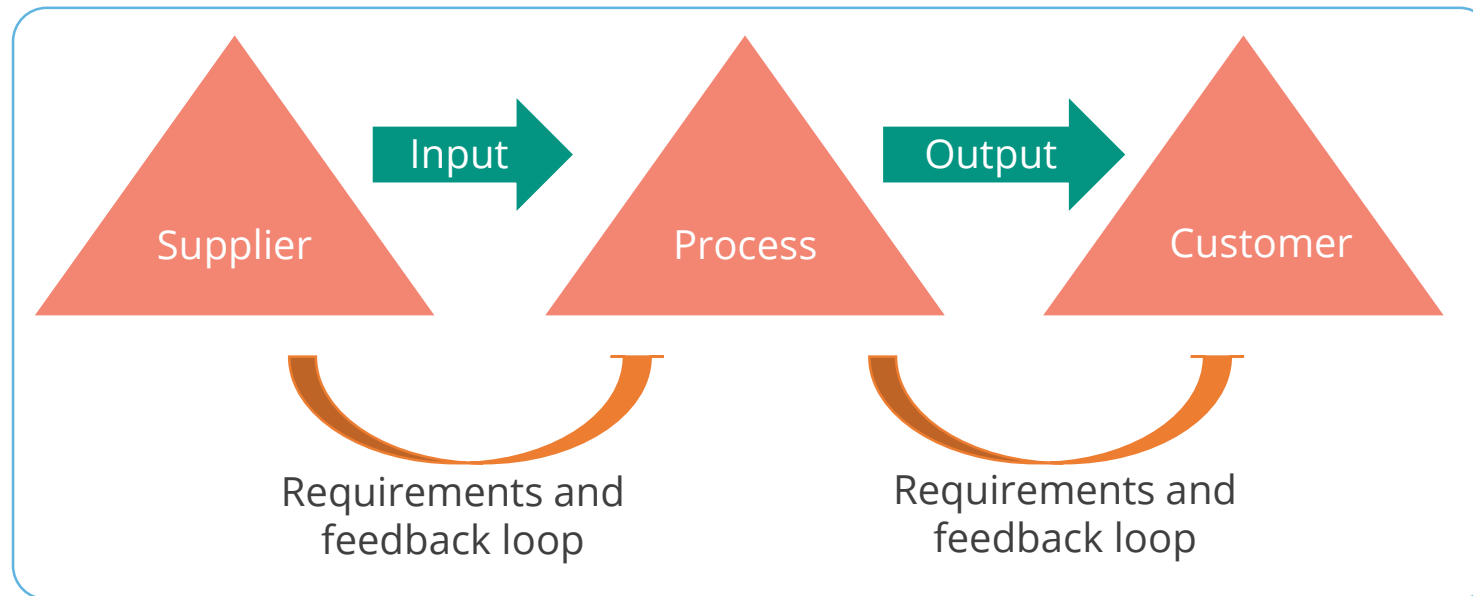 Input
Output
Supplier
Process
Customer
Requirements and
feedback loop
Requirements and
feedback loop